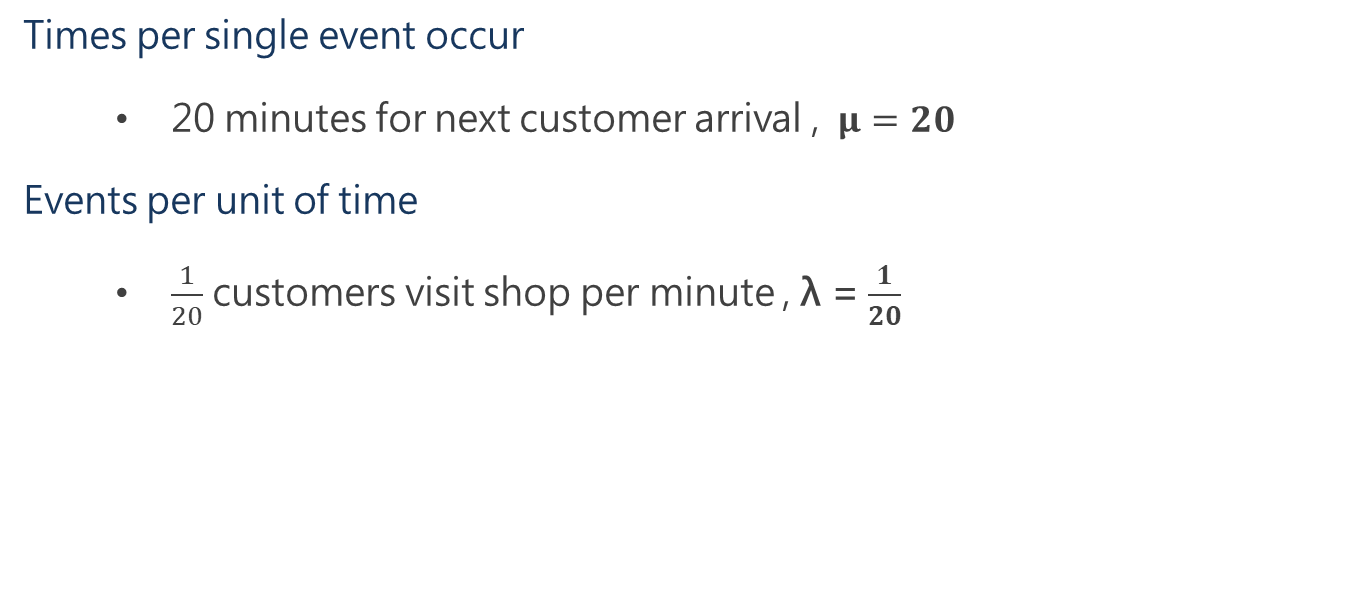 Times per single event occur
• 20 minutes for next customer arrival , μ = 20
Events per unit of time
• 1/20 customers visit shop per minute , λ = 1/20